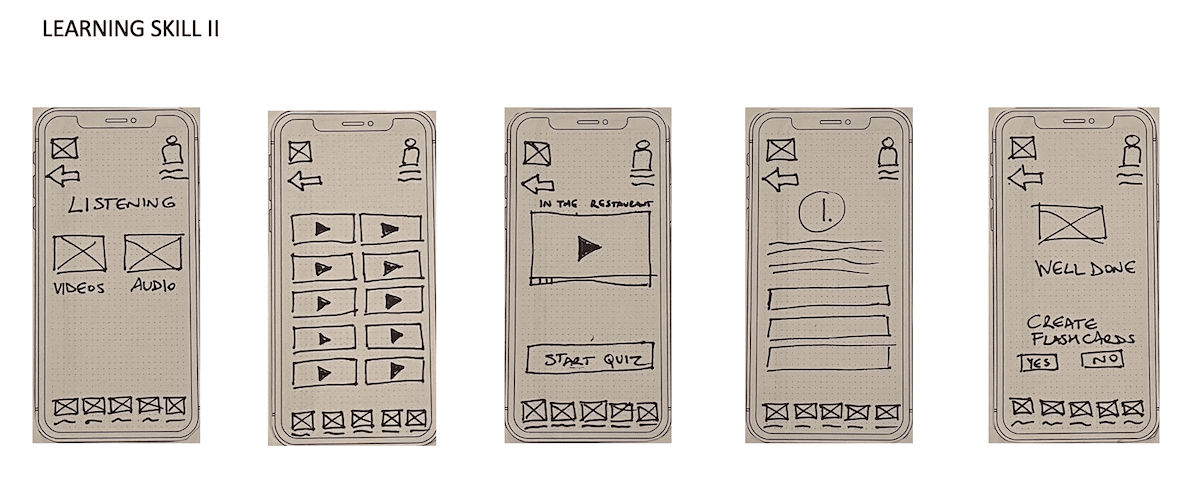 LEARNING SKILL II
LISTENING
VIDEOS AUDIO
IN THE RESTAURANT
START QUIZ
1.
WELL DONE
CREATE
FLASHCARDS
YES NO